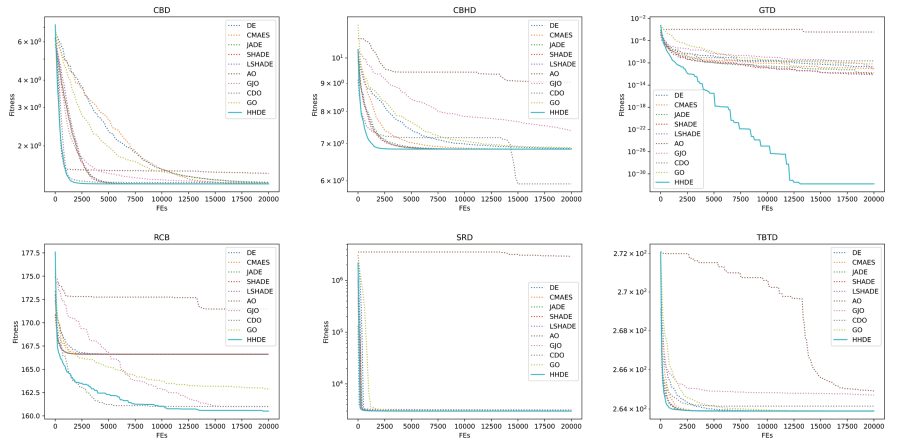 CBD
Fitness
6 × 10⁰
4 × 10⁰
3 × 10⁰
2 × 10⁰
DE
CMAES
JADE
SHADE
LSHADE
AO
GJO
CDO
GO
HHDE
0 2500 5000 7500 10000 12500 15000 17500 20000
FEs
CBHD
Fitness
10¹
9 × 10⁰
8 × 10⁰
7 × 10⁰
6 × 10⁰
DE
CMAES
JADE
SHADE
LSHADE
AO
GJO
CDO
GO
HHDE
0 2500 5000 7500 10000 12500 15000 17500 20000
FEs
GTD
Fitness
10⁻²
10⁻⁶
10⁻¹⁰
10⁻¹⁴
10⁻¹⁸
10⁻²²
10⁻²⁶
10⁻³⁰
DE
CMAES
JADE
SHADE
LSHADE
AO
GJO
CDO
GO
HHDE
0 2500 5000 7500 10000 12500 15000 17500 20000
FEs
RCB
Fitness
177.5
175.0
172.5
170.0
167.5
165.0
162.5
160.0
DE
CMAES
JADE
SHADE
LSHADE
AO
GJO
CDO
GO
HHDE
0 2500 5000 7500 10000 12500 15000 17500 20000
FEs
SRD
Fitness
10⁶
10⁵
10⁴
DE
CMAES
JADE
SHADE
LSHADE
AO
GJO
CDO
GO
HHDE
0 2500 5000 7500 10000 12500 15000 17500 20000
FEs
TBTD
Fitness
2.72 × 10²
2.7 × 10²
2.68 × 10²
2.66 × 10²
2.64 × 10²
DE
CMAES
JADE
SHADE
LSHADE
AO
GJO
CDO
GO
HHDE
0 2500 5000 7500 10000 12500 15000 17500 20000
FEs